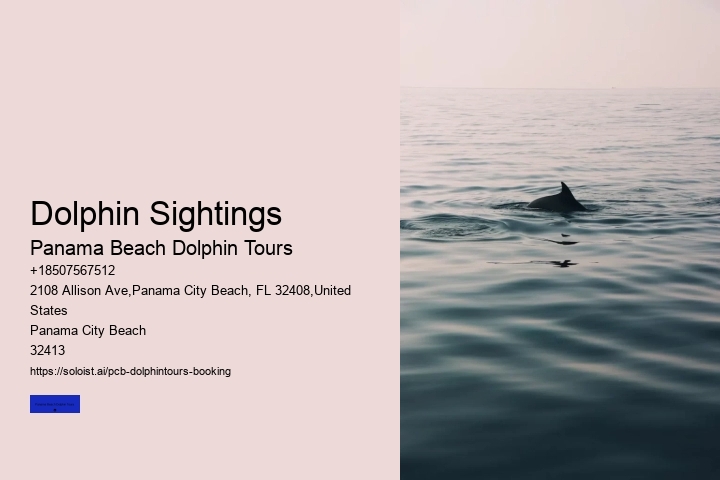 Dolphin Sightings
Panama Beach Dolphin Tours
+18507567512
2108 Allison Ave,Panama City Beach, FL 32408,United
States
Panama City Beach
32413
https://soloist.ai/pcb-dolphintours-booking